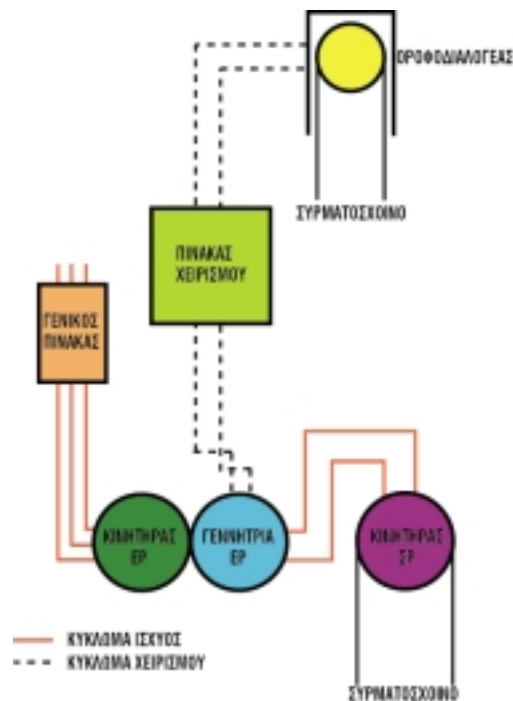 ΟΡΟΦΟΔΙΑΛΟΓΕΑΣ
ΣΥΡΜΑΤΟΣΧΟΙΝΟ
ΠΙΝΑΚΑΣ
ΧΕΙΡΙΣΜΟΥ
ΓΕΝΙΚΟΣ
ΠΙΝΑΚΑΣ
ΚΙΝΗΤΗΡΑΣ
ΕΡ
ΓΕΝΝΗΤΡΙΑ
ΕΡ
ΚΙΝΗΤΗΡΑΣ
ΣΡ
ΚΥΚΛΩΜΑ ΙΣΧΥΟΣ
ΚΥΚΛΩΜΑ ΧΕΙΡΙΣΜΟΥ
ΣΥΡΜΑΤΟΣΧΟΙΝΟ